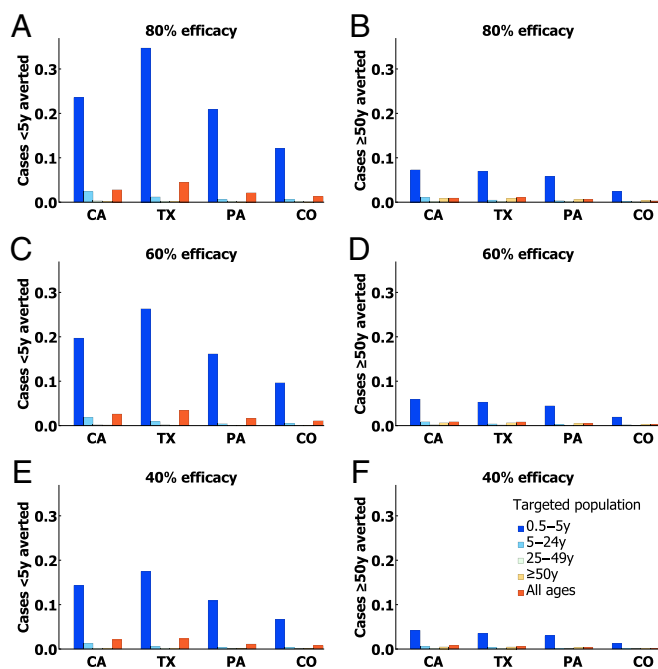 A
80% efficacy
Cases <5y averted
0.3
0.2
0.1
0.0
CA TX PA CO
B
80% efficacy
Cases ≥50y averted
0.3
0.2
0.1
0.0
CA TX PA CO
C
60% efficacy
Cases <5y averted
0.3
0.2
0.1
0.0
CA TX PA CO
D
60% efficacy
Cases ≥50y averted
0.3
0.2
0.1
0.0
CA TX PA CO
E
40% efficacy
Cases <5y averted
0.3
0.2
0.1
0.0
CA TX PA CO
F
40% efficacy
Cases ≥50y averted
0.3
0.2
0.1
0.0
CA TX PA CO
Targeted population
0.5–5y
5–24y
25–49y
≥50y
All ages